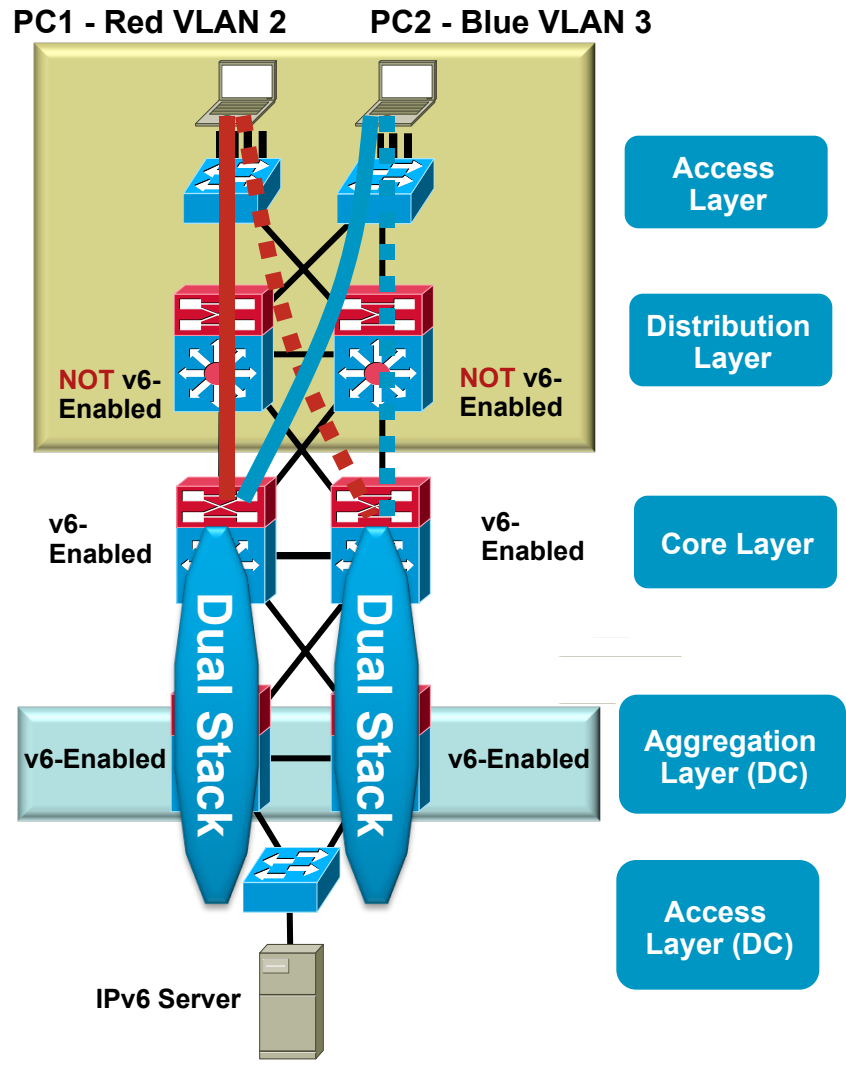 PC1 - Red VLAN 2
PC2 - Blue VLAN 3
Access
Layer
Distribution
Layer
NOT v6-
Enabled
NOT v6-
Enabled
v6-
Enabled
v6-
Enabled
Core Layer
Dual Stack
Dual Stack
v6-Enabled
v6-Enabled
Aggregation
Layer (DC)
Access
Layer (DC)
IPv6 Server